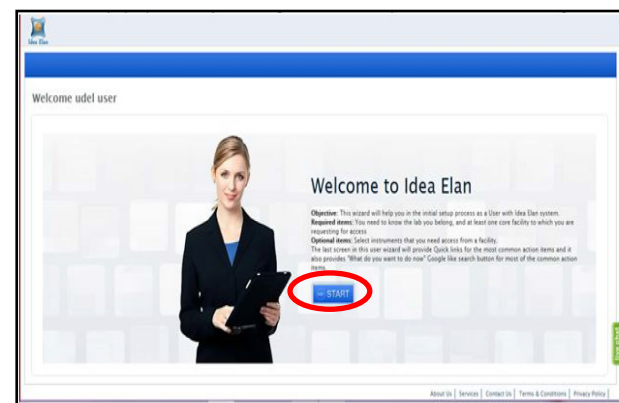 Idea Elan
Welcome udel user
Welcome to Idea Elan
Objective: This wizard will help you in the initial setup process as a User with Idea Elan system.
Required items: You need to know the lab you belong, and at least one core facility to which you are
requesting for access
Optional items: Select instruments that you need access from a facility.
The last screen in this user wizard will provide Quick links for the most common action items and it
also provides "What do you want to do now" Google like search button for most of the common action
items.
START
About Us | Services | Contact Us | Terms & Conditions | Privacy Policy |